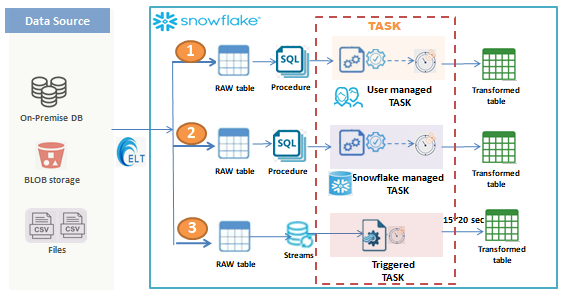 Data Source
On-Premise DB
BLOB storage
CSV CSV
Files
ELT
snowflake®
TASK
1
RAW table
SQL
Procedure
User managed
TASK
Transformed
table
2
RAW table
SQL
Procedure
Snowflake managed
TASK
Transformed
table
3
RAW table
Streams
Triggered
TASK
15~20 sec
Transformed
table